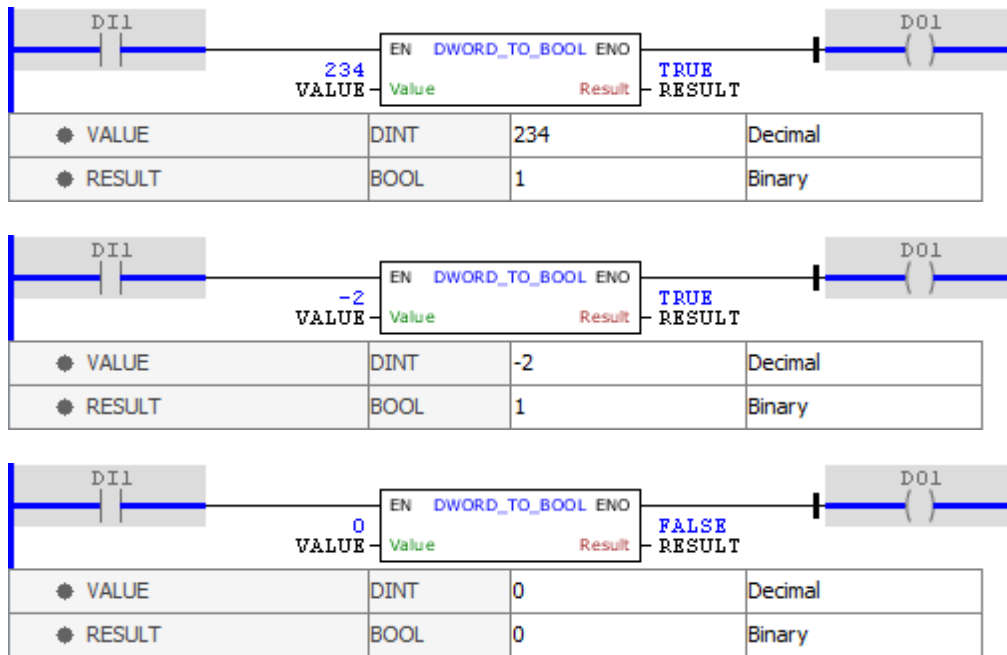 DI1 DO1
EN DWORD_TO_BOOL ENO
234 TRUE
VALUE Value Result RESULT
VALUE DINT 234 Decimal
RESULT BOOL 1 Binary
DI1 DO1
EN DWORD_TO_BOOL ENO
-2 TRUE
VALUE Value Result RESULT
VALUE DINT -2 Decimal
RESULT BOOL 1 Binary
DI1 DO1
EN DWORD_TO_BOOL ENO
0 FALSE
VALUE Value Result RESULT
VALUE DINT 0 Decimal
RESULT BOOL 0 Binary